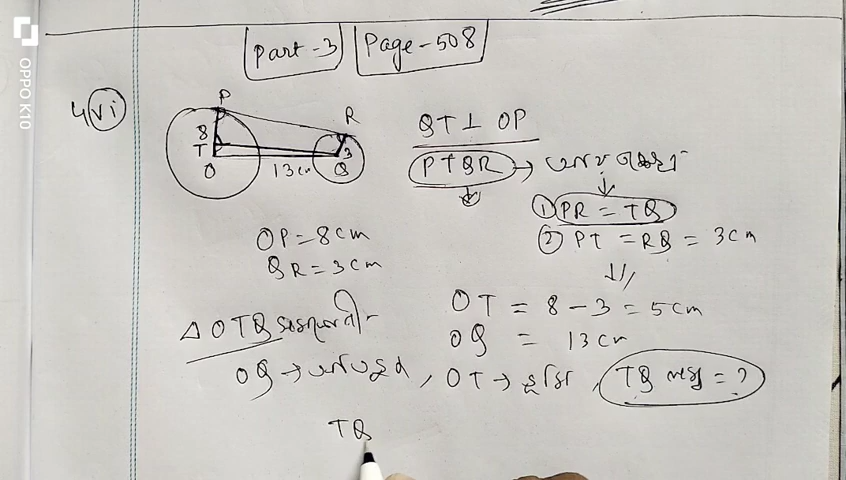 OPPO K10
Part-3 Page-508
4 vi
P
R
8
T
3
O 13cm Q
QT ⊥ OP
PTQR →
① PR = TQ
② PT = RQ = 3cm
OP = 8cm
QR = 3cm
OT = 8 - 3 = 5cm
OQ = 13cm
△ OTQ
OQ → , OT → , TQ = ?
TQ